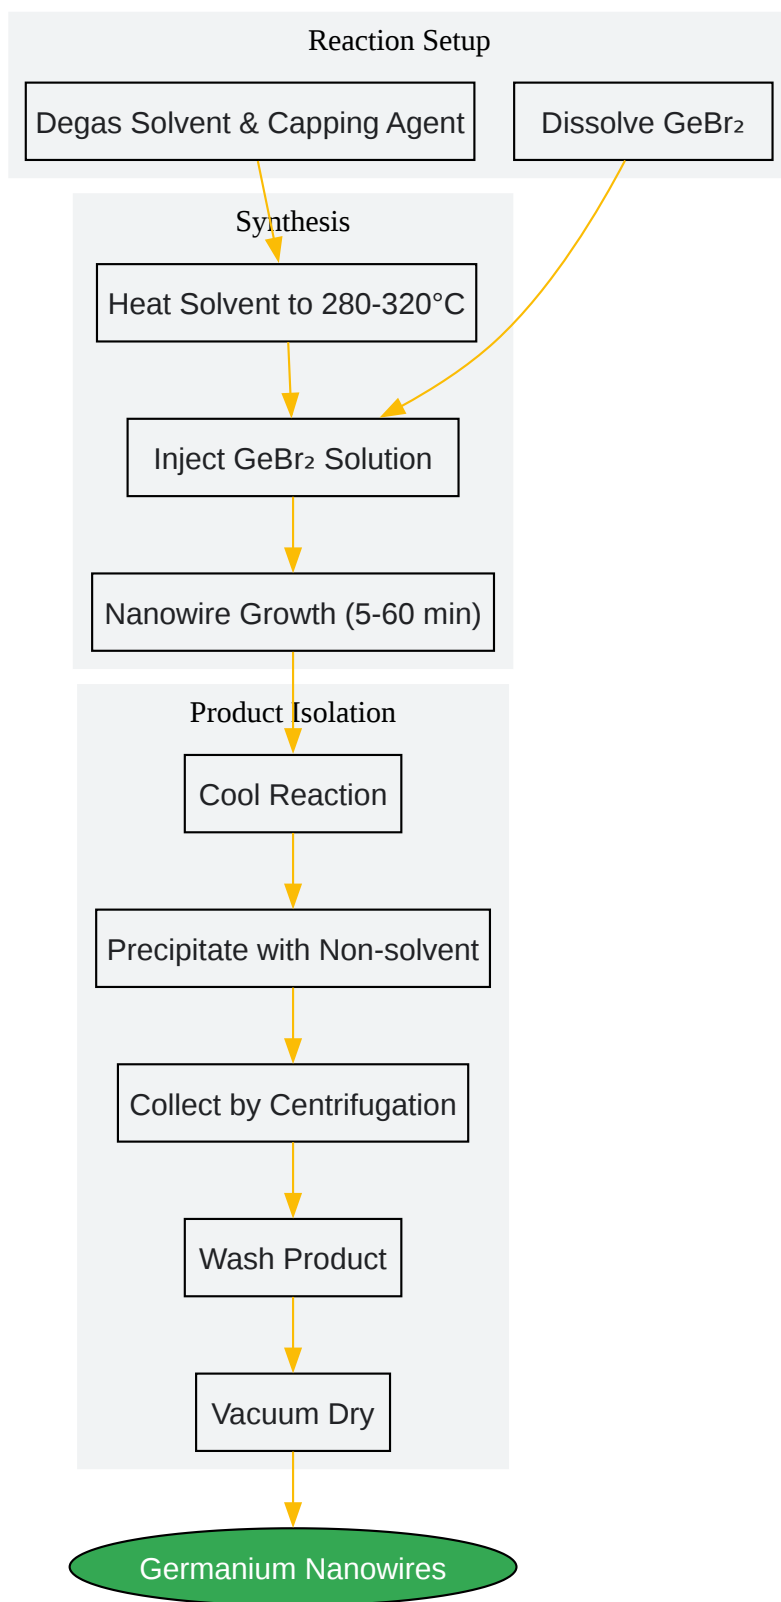 Reaction Setup
Degas Solvent & Capping Agent
Dissolve GeBr₂
Synthesis
Heat Solvent to 280-320°C
Inject GeBr₂ Solution
Nanowire Growth (5-60 min)
Product Isolation
Cool Reaction
Precipitate with Non-solvent
Collect by Centrifugation
Wash Product
Vacuum Dry
Germanium Nanowires